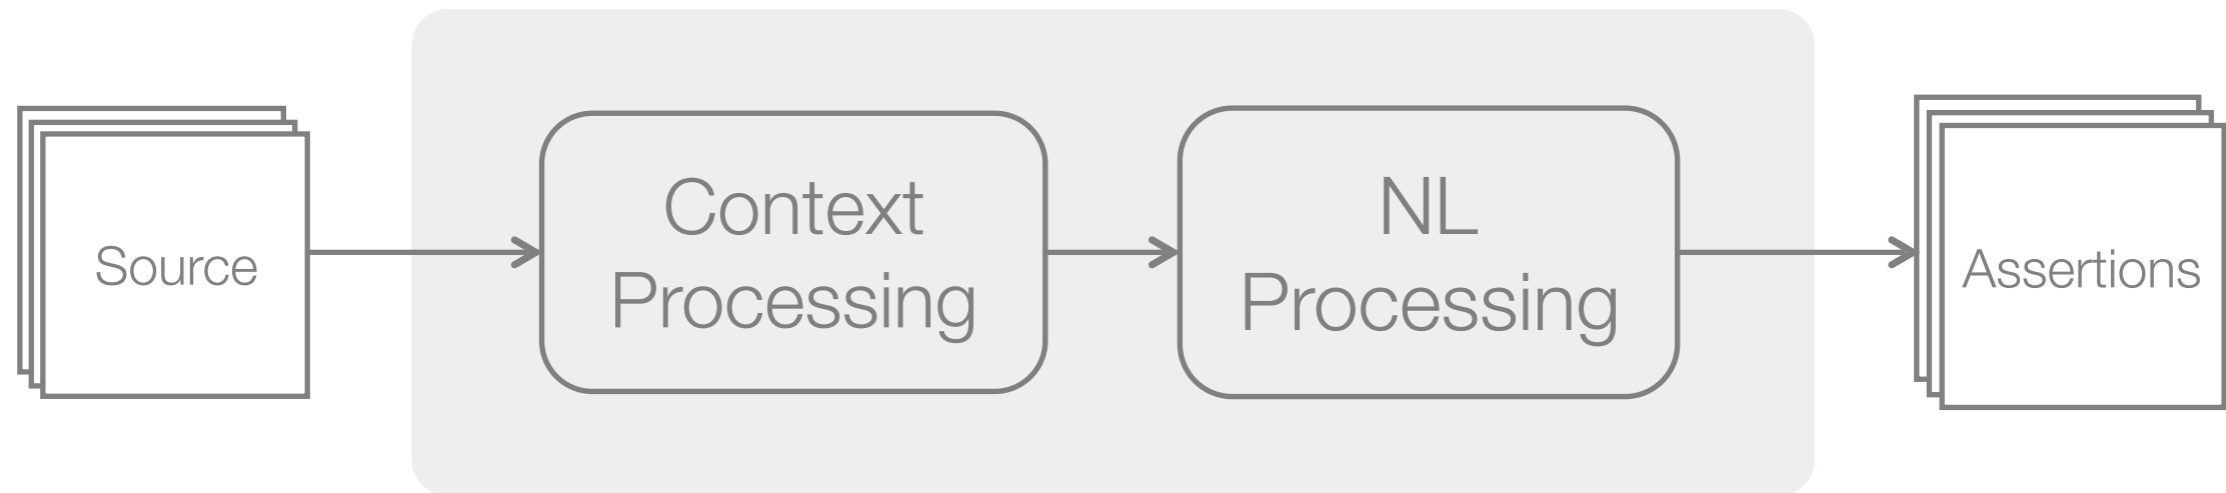 Source
Context
Processing
NL
Processing
Assertions